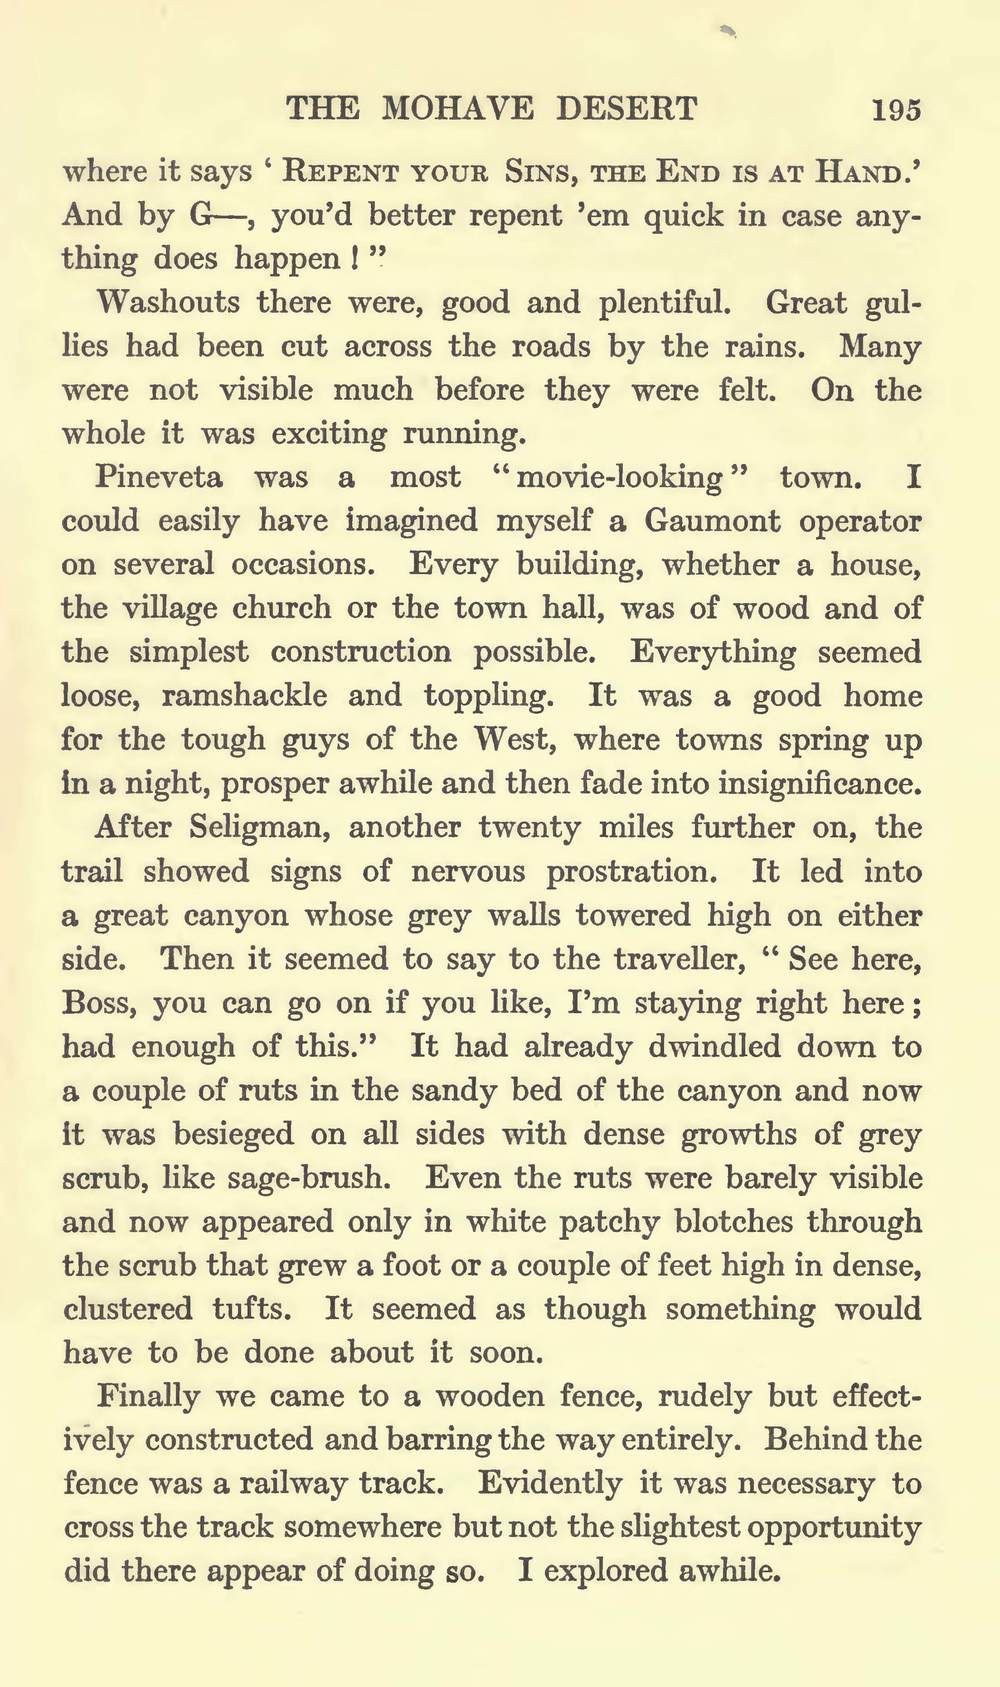 THE MOHAVE DESERT 195
where it says ‘ REPENT YOUR SINS, THE END IS AT HAND.’
And by G—, you’d better repent ’em quick in case any-
thing does happen ! ”
Washouts there were, good and plentiful. Great gul-
lies had been cut across the roads by the rains. Many
were not visible much before they were felt. On the
whole it was exciting running.
Pineveta was a most “ movie-looking ” town. I
could easily have imagined myself a Gaumont operator
on several occasions. Every building, whether a house,
the village church or the town hall, was of wood and of
the simplest construction possible. Everything seemed
loose, ramshackle and toppling. It was a good home
for the tough guys of the West, where towns spring up
in a night, prosper awhile and then fade into insignificance.
After Seligman, another twenty miles further on, the
trail showed signs of nervous prostration. It led into
a great canyon whose grey walls towered high on either
side. Then it seemed to say to the traveller, “ See here,
Boss, you can go on if you like, I’m staying right here ;
had enough of this.” It had already dwindled down to
a couple of ruts in the sandy bed of the canyon and now
it was besieged on all sides with dense growths of grey
scrub, like sage-brush. Even the ruts were barely visible
and now appeared only in white patchy blotches through
the scrub that grew a foot or a couple of feet high in dense,
clustered tufts. It seemed as though something would
have to be done about it soon.
Finally we came to a wooden fence, rudely but effect-
ively constructed and barring the way entirely. Behind the
fence was a railway track. Evidently it was necessary to
cross the track somewhere but not the slightest opportunity
did there appear of doing so. I explored awhile.